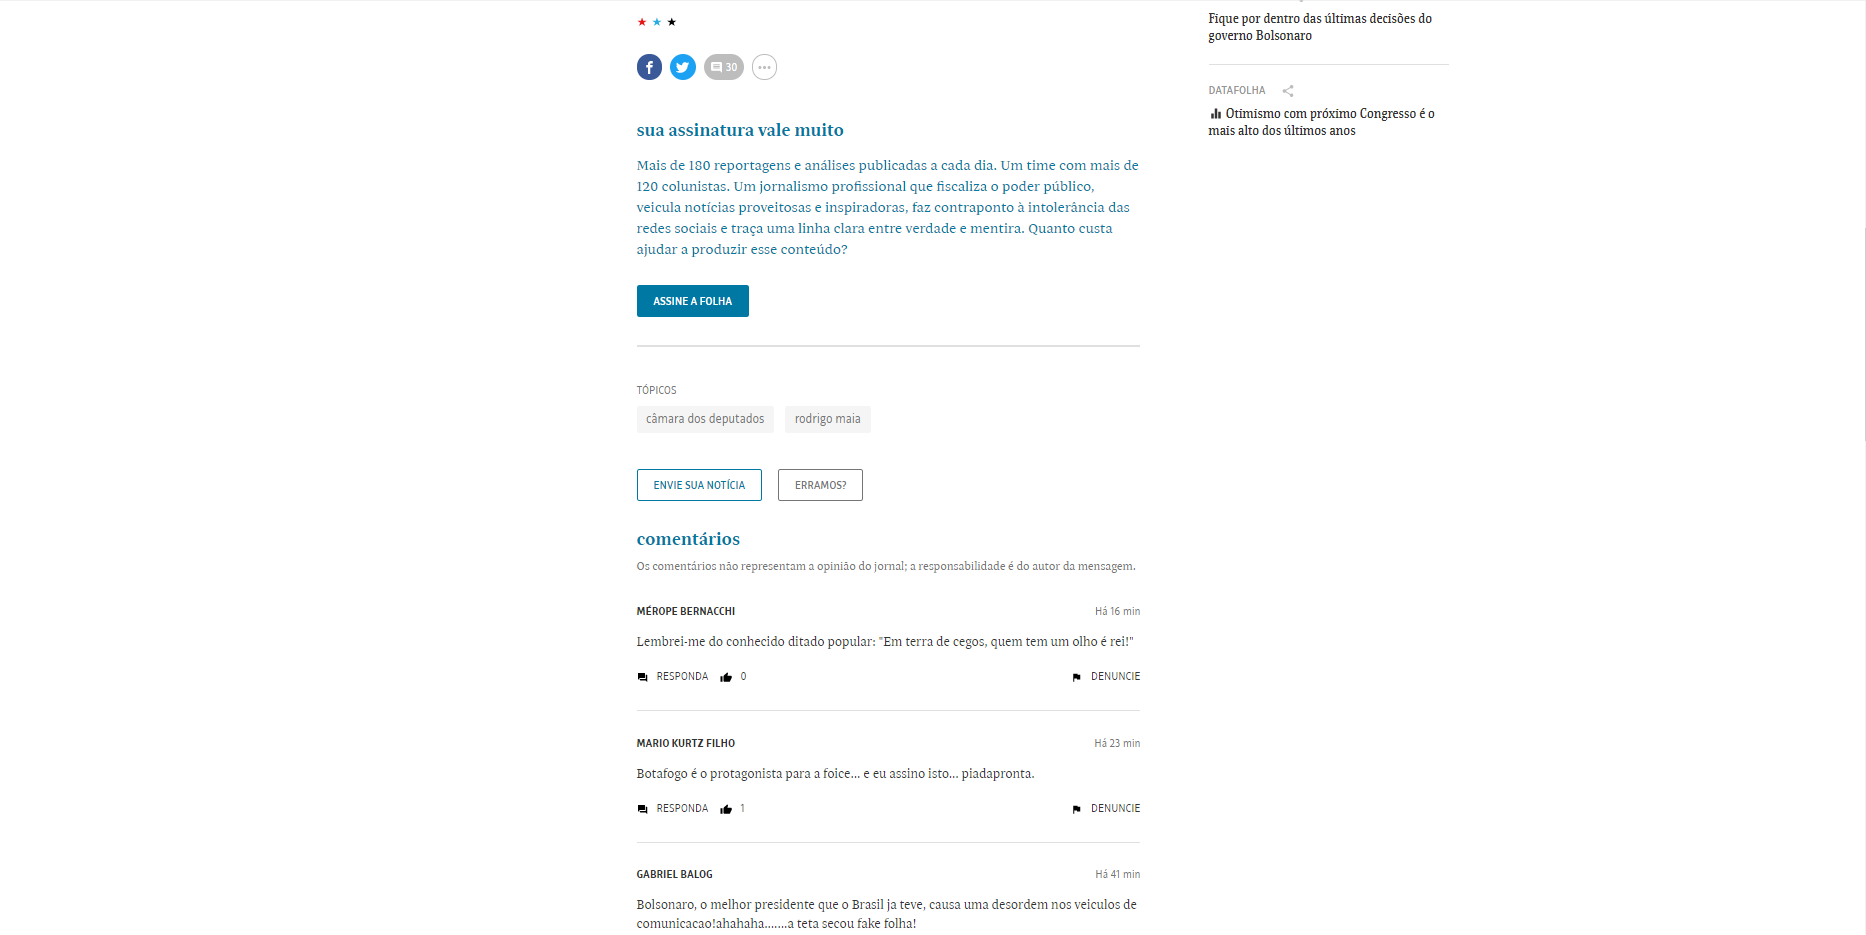 30
sua assinatura vale muito
Mais de 180 reportagens e análises publicadas a cada dia. Um time com mais de
120 colunistas. Um jornalismo profissional que fiscaliza o poder público,
veicula notícias proveitosas e inspiradoras, faz contraponto à intolerância das
redes sociais e traça uma linha clara entre verdade e mentira. Quanto custa
ajudar a produzir esse conteúdo?
ASSINE A FOLHA
TÓPICOS
câmara dos deputados rodrigo maia
ENVIE SUA NOTÍCIA ERRAMOS?
comentários
Os comentários não representam a opinião do jornal; a responsabilidade é do autor da mensagem.
MÉROPE BERNACCHI Há 16 min
Lembrei-me do conhecido ditado popular: "Em terra de cegos, quem tem um olho é rei!"
RESPONDA 0 DENUNCIE
MARIO KURTZ FILHO Há 23 min
Botafogo é o protagonista para a foice... e eu assino isto... piadapronta.
RESPONDA 1 DENUNCIE
GABRIEL BALOG Há 41 min
Bolsonaro, o melhor presidente que o Brasil ja teve, causa uma desordem nos veiculos de
comunicacao!ahahaha.......a teta secou fake folha!
Fique por dentro das últimas decisões do
governo Bolsonaro
DATAFOLHA
Otimismo com próximo Congresso é o
mais alto dos últimos anos